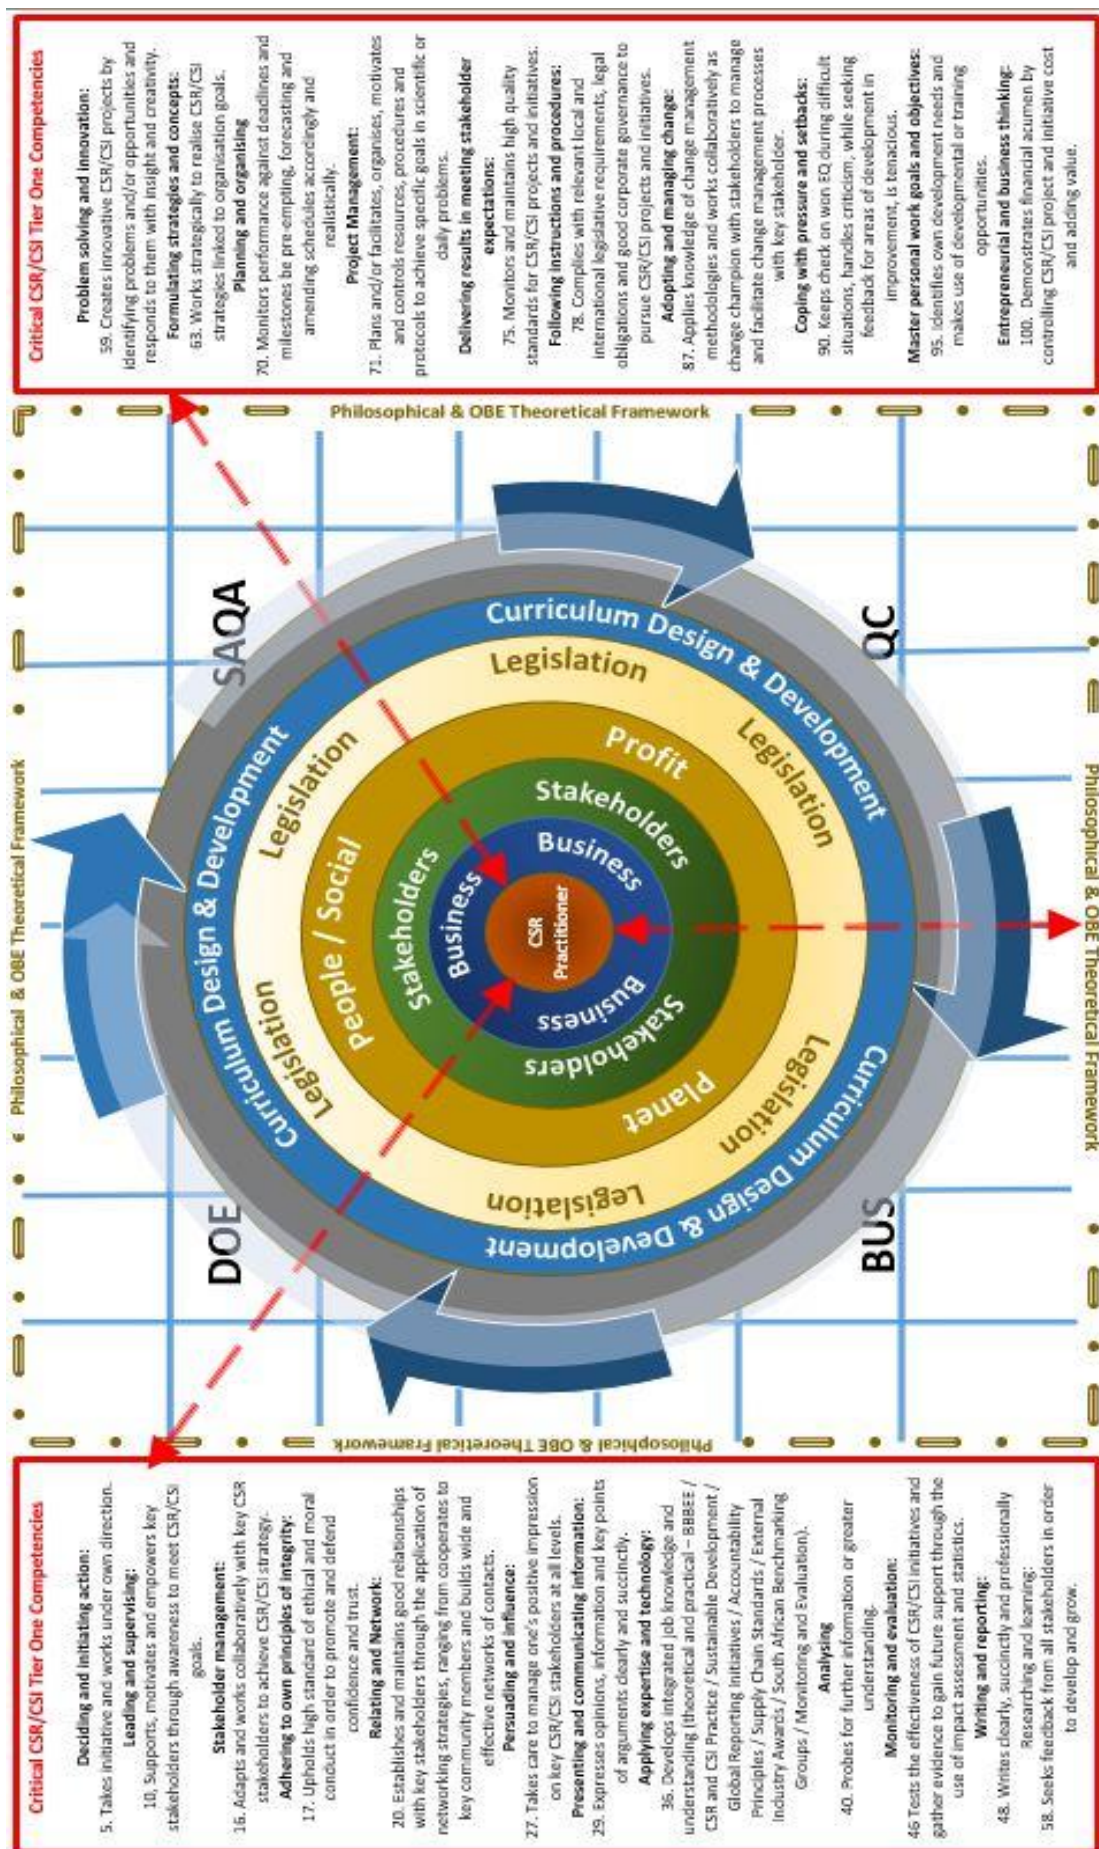 Critical CSR/CSI Tier One Competencies
Deciding and initiating action:
5. Takes initiative and works under own direction.
Leading and supervising:
10, Supports, motivates and empowers key
stakeholders through awareness to meet CSR/CSI
goals.
Stakeholder management:
16. Adapts and works collaboratively with key CSR
stakeholders to achieve CSR/CSI strategy.
Adhering to own principles of integrity:
17. Upholds high standard of ethical and moral
conduct in order to promote and defend
confidence and trust.
Relating and Network:
20. Establishes and maintains good relationships
with key stakeholders through the application of
networking strategies, ranging from cooperates to
key community members and builds wide and
effective networks of contacts.
Persuading and influence:
27. Takes care to manage one's positive impression
on key CSR/CSI stakeholders at all levels.
Presenting and communicating information:
29. Expresses opinions, information and key points
of arguments clearly and succinctly.
Applying expertise and technology:
36. Develops integrated job knowledge and
understanding (theoretical and practical – BBBEE /
CSR and CSI Practice / Sustainable Development /
Global Reporting Initiatives / Accountability
Principles / Supply Chain Standards / External
Industry Awards / South African Benchmarking
Groups / Monitoring and Evaluation).
Analysing
40. Probes for further information or greater
understanding.
Monitoring and evaluation:
46 Tests the effectiveness of CSR/CSI initiatives and
gather evidence to gain future support through the
use of impact assessment and statistics.
Writing and reporting:
48. Writes clearly, succinctly and professionally
Researching and learning:
58. Seeks feedback from all stakeholders in order
to develop and grow.
Philosophical & OBE Theoretical Framework
Philosophical & OBE Theoretical Framework
Philosophical & OBE Theoretical Framework
Philosophical & OBE Theoretical Framework
DOE
SAQA
BUS
QC
Curriculum Design & Development
Curriculum Design & Development
Curriculum Design & Development
Legislation
Legislation
Legislation
Legislation
Legislation
Legislation
People / Social
Profit
Planet
Stakeholders
Stakeholders
Stakeholders
Business
Business
Business
CSR
Practitioner
Critical CSR/CSI Tier One Competencies
Problem solving and innovation:
59. Creates innovative CSR/CSI projects by
identifying problems and/or opportunities and
responds to them with insight and creativity.
Formulating strategies and concepts:
63. Works strategically to realise CSR/CSI
strategies linked to organisation goals.
Planning and organising
70. Monitors performance against deadlines and
milestones be pre-empting, forecasting and
amending schedules accordingly and
realistically.
Project Management:
71. Plans and/or facilitates, organises, motivates
and controls resources, procedures and
protocols to achieve specific goals in scientific or
daily problems.
Delivering results in meeting stakeholder
expectations:
75. Monitors and maintains high quality
standards for CSR/CSI projects and initiatives:
Following instructions and procedures:
78. Complies with relevant local and
international legislative requirements, legal
obligations and good corporate governance to
pursue CSR/CSI projects and initiatives.
Adopting and managing change:
87. Applies knowledge of change management
methodologies and works collaboratively as
change champion with stakeholders to manage
and facilitate change management processes
with key stakeholder.
Coping with pressure and setbacks:
90. Keeps check on won EQ during difficult
situations, handles criticism, while seeking
feedback for areas of development in
improvement, is tenacious.
Master personal work goals and objectives:
95. Identifies own development needs and
makes use of developmental or training
opportunities.
Entrepreneurial and business thinking:
100. Demonstrates financial acumen by
controlling CSR/CSI project and initiative cost
and adding value.